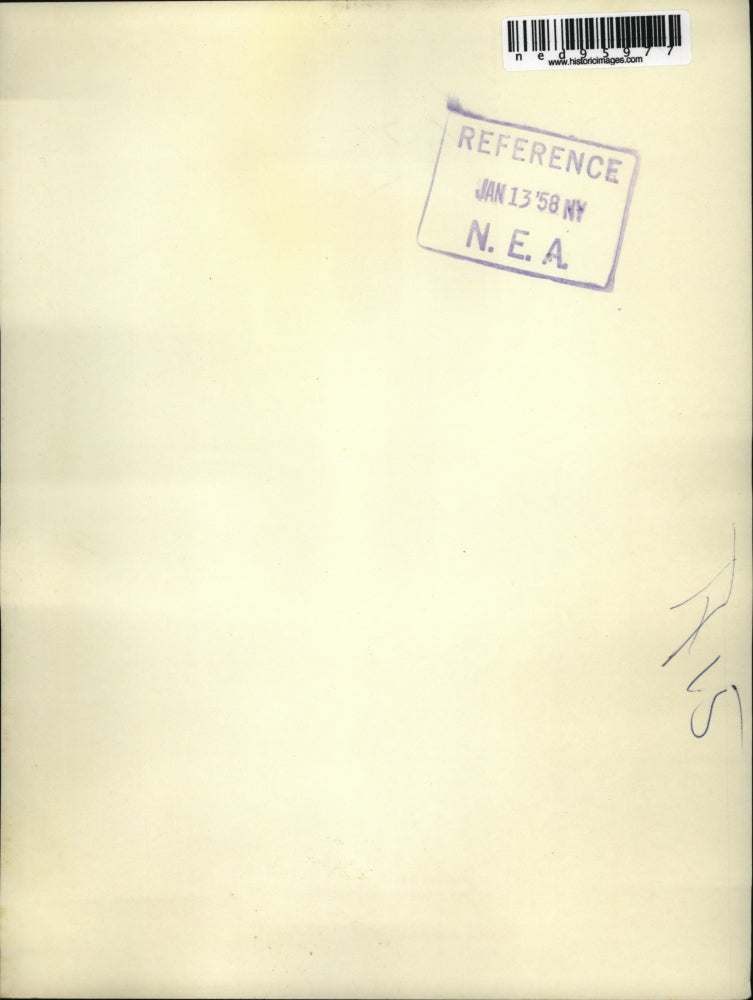 ned95977
www.historicimages.com
REFERENCE
JAN 13 '58 NY
N. E. A.